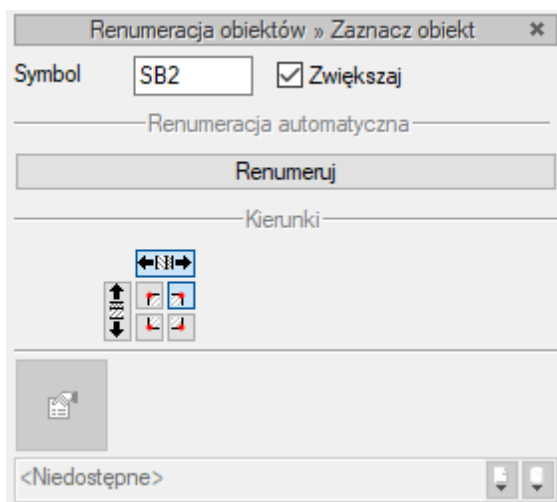 Renumeracja obiektów » Zaznacz obiekt
Symbol SB2 Zwiększaj
Renumeracja automatyczna
Renumeruj
Kierunki
<Niedostępne>